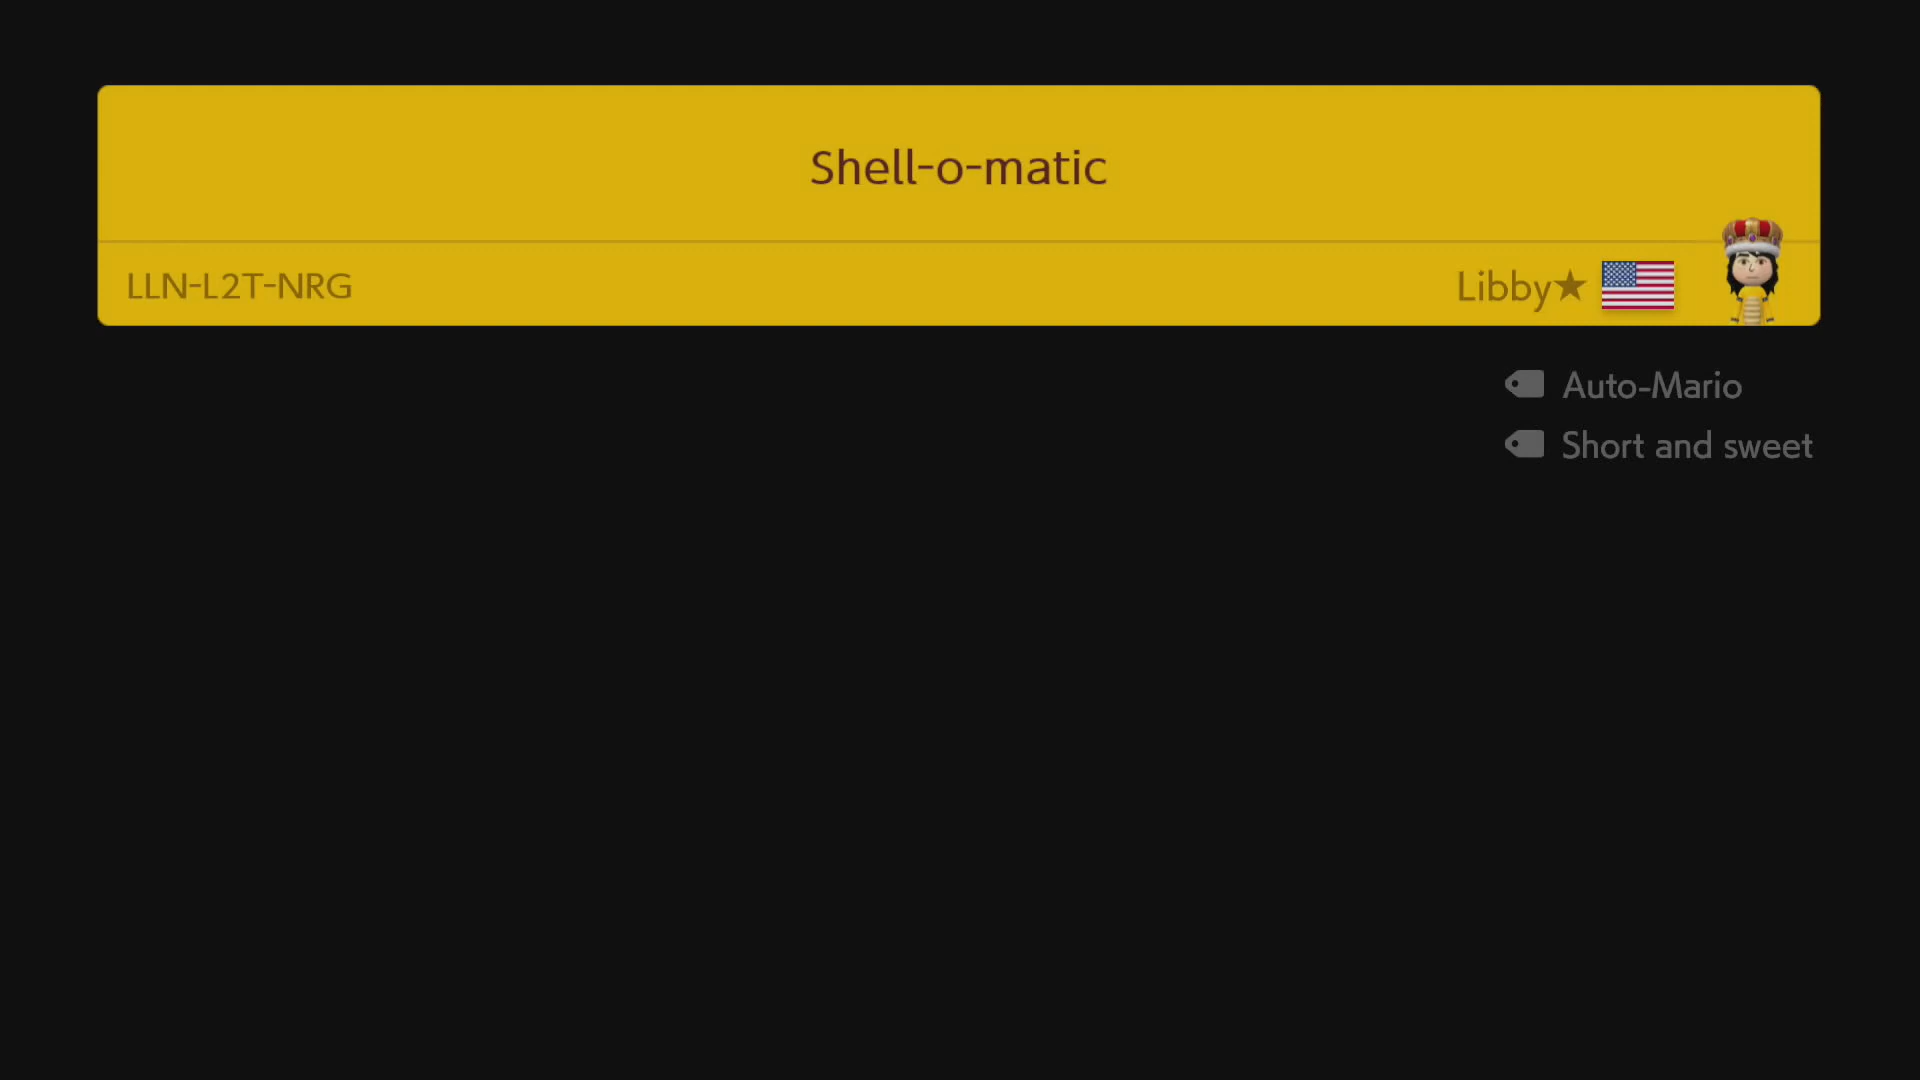 Shell-o-matic
LLN-L2T-NRG
Libby★
Auto-Mario
Short and sweet